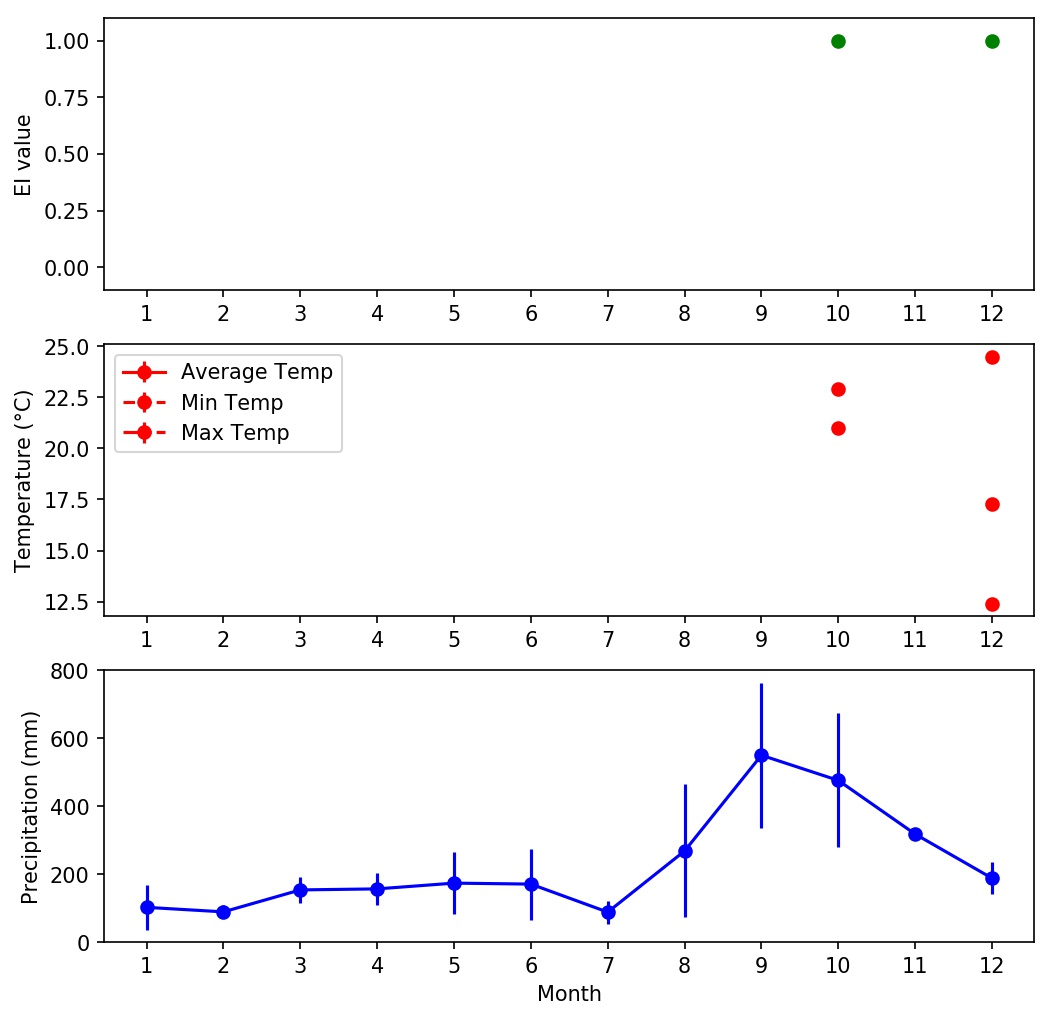 1.00
0.75
0.50
0.25
0.00
EI value
1 2 3 4 5 6 7 8 9 10 11 12
25.0
22.5
20.0
17.5
15.0
12.5
Temperature (°C)
Average Temp
Min Temp
Max Temp
1 2 3 4 5 6 7 8 9 10 11 12
800
600
400
200
0
Precipitation (mm)
1 2 3 4 5 6 7 8 9 10 11 12
Month